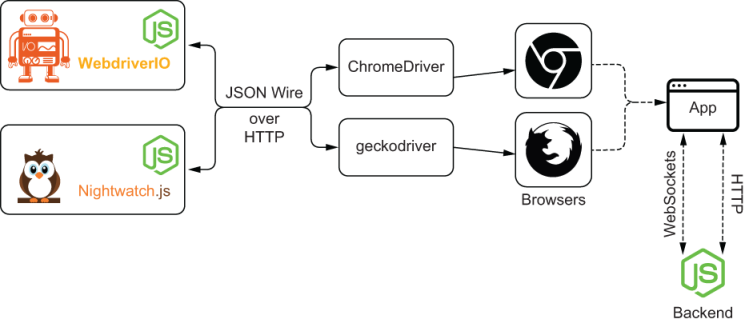 JS
WebdriverIO
JS
Nightwatch.js
JSON Wire
over
HTTP
ChromeDriver
geckodriver
Browsers
App
WebSockets
HTTP
JS
Backend